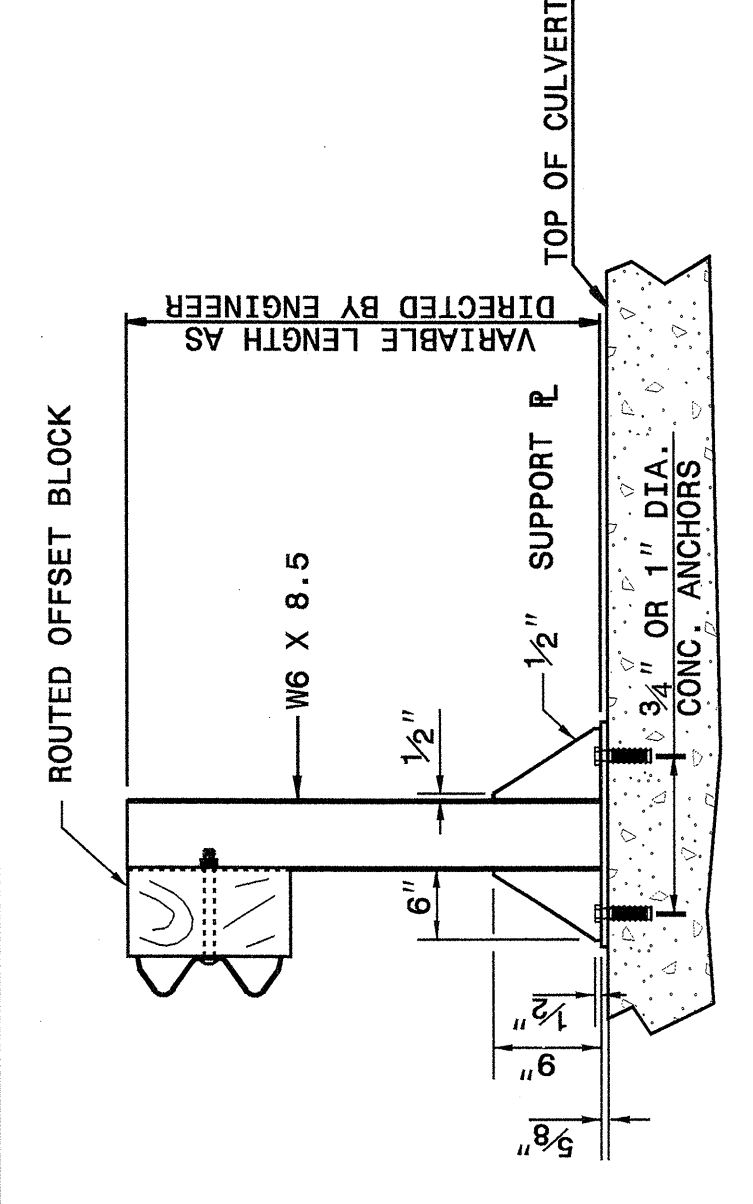 ROUTED OFFSET BLOCK
W6 X 8.5
1/2"
6"
1/2" SUPPORT PL
VARIABLE LENGTH AS
DIRECTED BY ENGINEER
TOP OF CULVERT
3/4" OR 1" DIA.
CONC. ANCHORS
1/2"
9"
5/8"